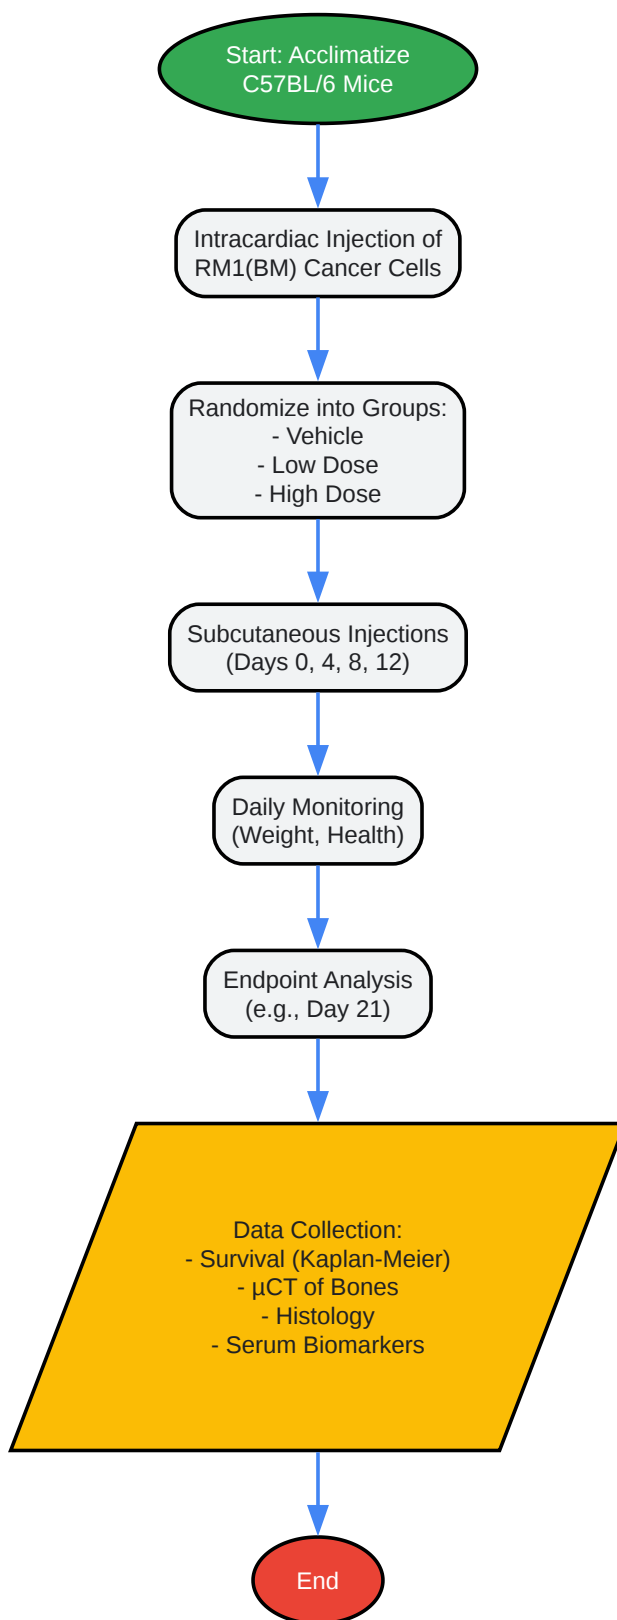 Start: Acclimatize
C57BL/6 Mice
Intracardiac Injection of
RM1(BM) Cancer Cells
Randomize into Groups:
- Vehicle
- Low Dose
- High Dose
Subcutaneous Injections
(Days 0, 4, 8, 12)
Daily Monitoring
(Weight, Health)
Endpoint Analysis
(e.g., Day 21)
Data Collection:
- Survival (Kaplan-Meier)
- µCT of Bones
- Histology
- Serum Biomarkers
End